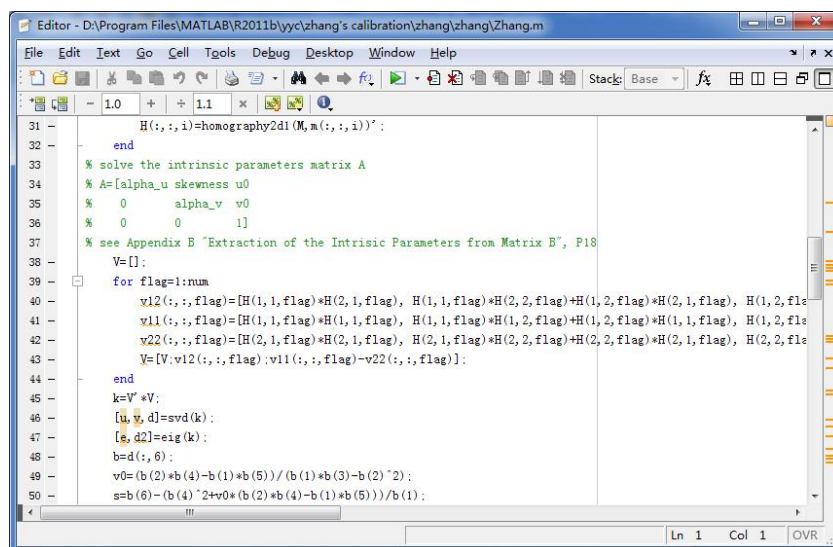 Editor - D:\Program Files\MATLAB\R2011b\yyc\zhang's calibration\zhang\zhang\Zhang.m
File Edit Text Go Cell Tools Debug Desktop Window Help
Stack: Base fx
- 1.0 + ÷ 1.1 ×
31 - H(:,:,i)=homography2d1(M,m(:,:,i))';
32 - end
33 % solve the intrinsic parameters matrix A
34 % A=[alpha_u skewness u0
35 % 0 alpha_v v0
36 % 0 0 1]
37 % see Appendix B "Extraction of the Intrisic Parameters from Matrix B", P18
38 - V=[];
39 - for flag=1:num
40 - v12(:,:,flag)=[H(1,1,flag)*H(2,1,flag), H(1,1,flag)*H(2,2,flag)+H(1,2,flag)*H(2,1,flag), H(1,2,fla
41 - v11(:,:,flag)=[H(1,1,flag)*H(1,1,flag), H(1,1,flag)*H(1,2,flag)+H(1,2,flag)*H(1,1,flag), H(1,2,fla
42 - v22(:,:,flag)=[H(2,1,flag)*H(2,1,flag), H(2,1,flag)*H(2,2,flag)+H(2,2,flag)*H(2,1,flag), H(2,2,fla
43 - V=[V;v12(:,:,flag);v11(:,:,flag)-v22(:,:,flag)];
44 - end
45 - k=V'*V;
46 - [u,v,d]=svd(k);
47 - [e,d2]=eig(k);
48 - b=d(:,6);
49 - v0=(b(2)*b(4)-b(1)*b(5))/(b(1)*b(3)-b(2)^2);
50 - s=b(6)-(b(4)^2+v0*(b(2)*b(4)-b(1)*b(5)))/b(1);
Ln 1 Col 1 OVR